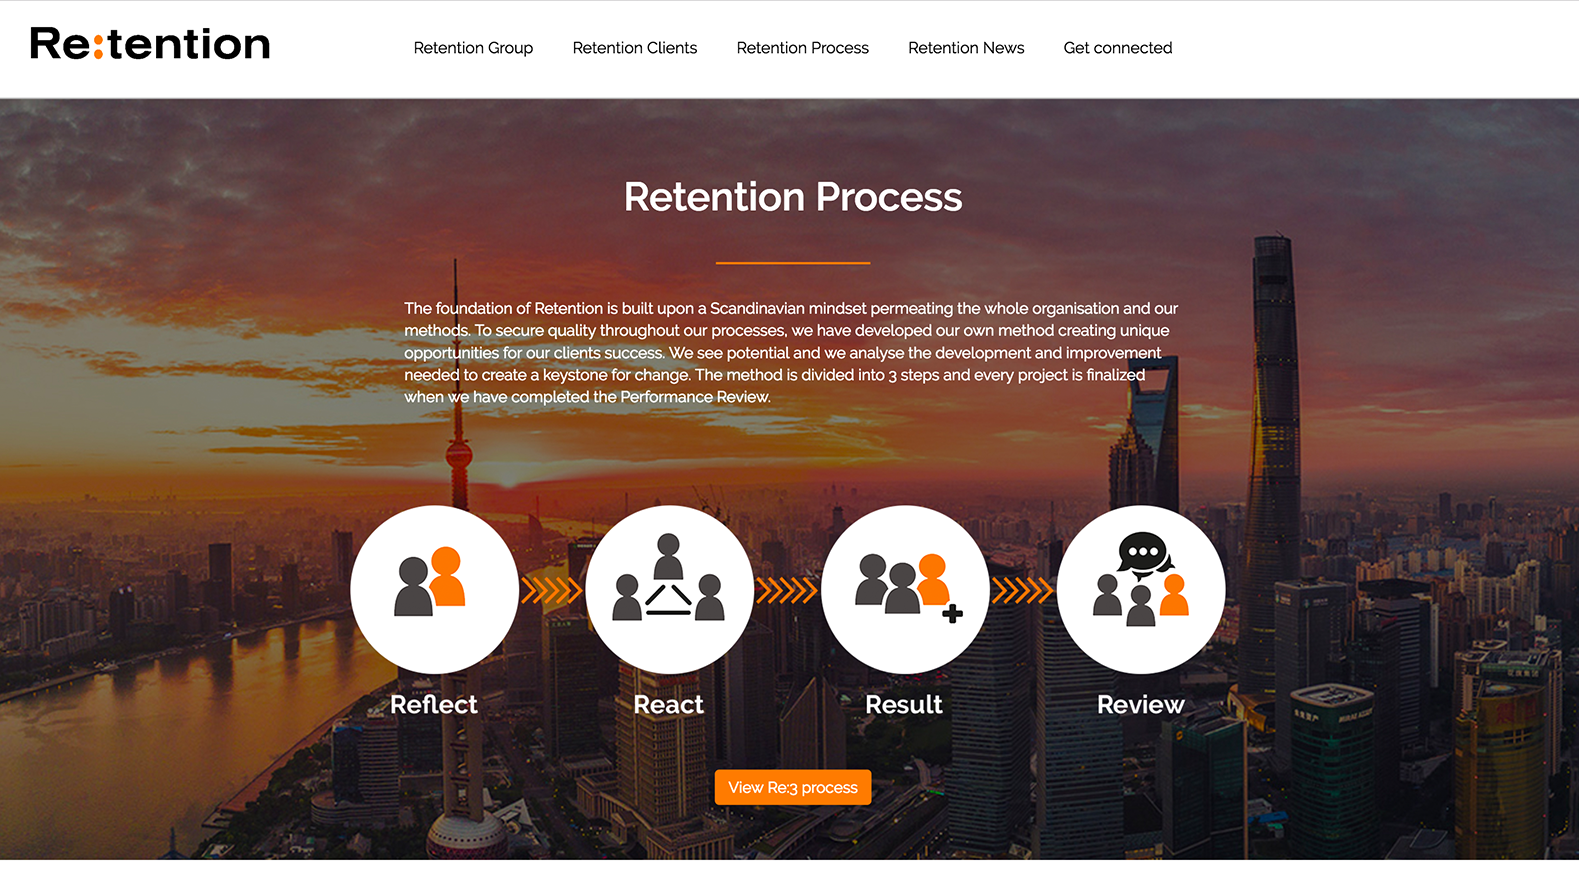 Re:tention
Retention Group
Retention Clients
Retention Process
Retention News
Get connected
Retention Process
The foundation of Retention is built upon a Scandinavian mindset permeating the whole organisation and our
methods. To secure quality throughout our processes, we have developed our own method creating unique
opportunities for our clients success. We see potential and we analyse the development and improvement
needed to create a keystone for change. The method is divided into 3 steps and every project is finalized
when we have completed the Performance Review.
Reflect
React
Result
Review
View Re:3 process